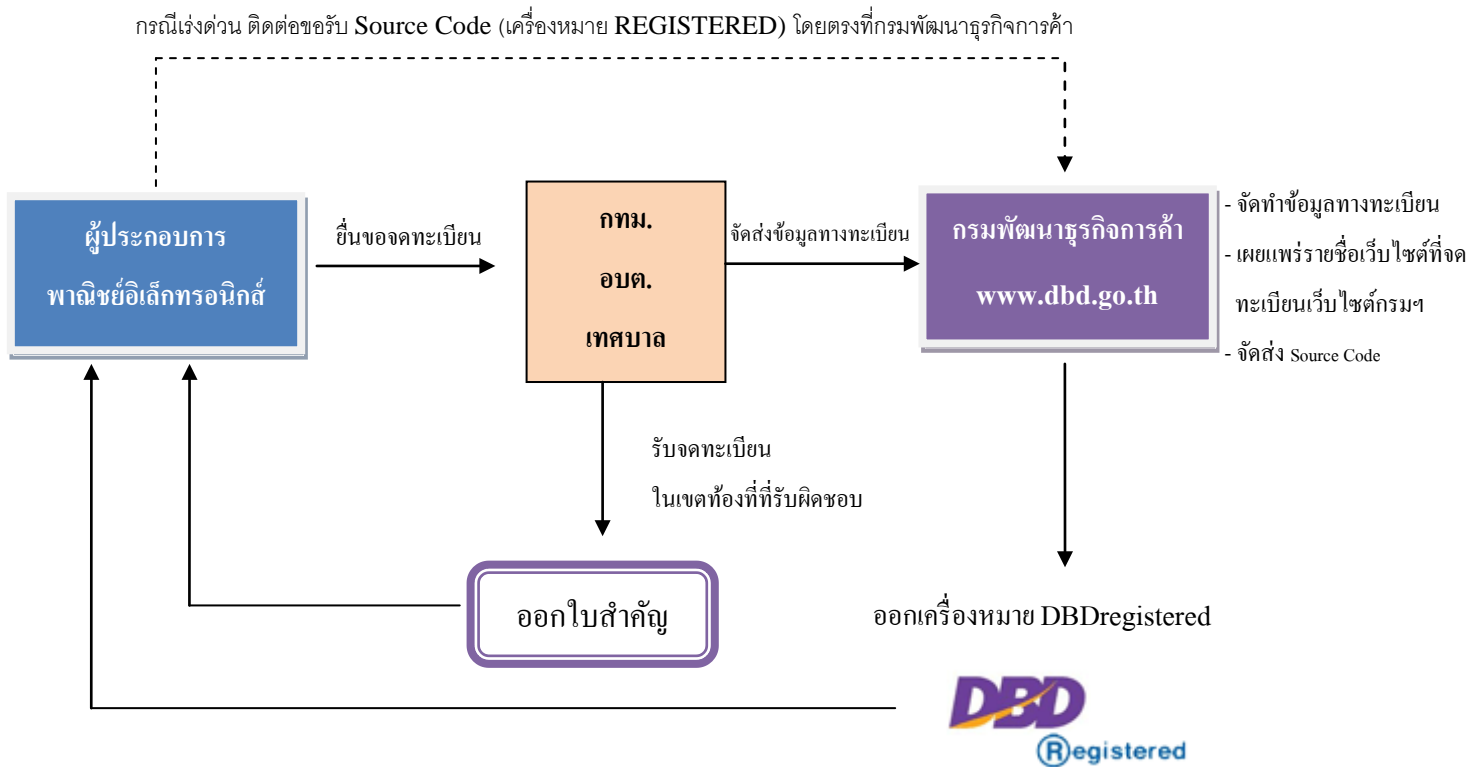 กรณีเร่งด่วน ติดต่อขอรับ Source Code (เครื่องหมาย REGISTERED) โดยตรงที่กรมพัฒนาธุรกิจการค้า
ผู้ประกอบการ
พาณิชย์อิเล็กทรอนิกส์
ยื่นขอจดทะเบียน
กทม.
อบต.
เทศบาล
จัดส่งข้อมูลทางทะเบียน
กรมพัฒนาธุรกิจการค้า
www.dbd.go.th
- จัดทำข้อมูลทางทะเบียน
- เผยแพร่รายชื่อเว็บไซต์ที่จด
ทะเบียนเว็บไซต์กรมฯ
- จัดส่ง Source Code
รับจดทะเบียน
ในเขตท้องที่ที่รับผิดชอบ
ออกใบสำคัญ
ออกเครื่องหมาย DBDregistered
DBD
Registered